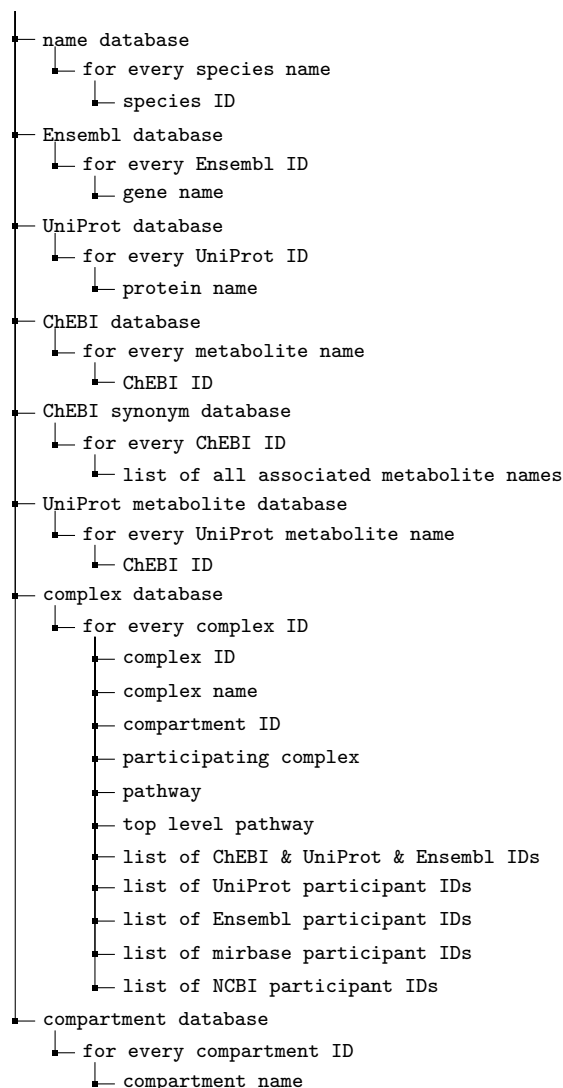 name database
for every species name
species ID
Ensembl database
for every Ensembl ID
gene name
UniProt database
for every UniProt ID
protein name
ChEBI database
for every metabolite name
ChEBI ID
ChEBI synonym database
for every ChEBI ID
list of all associated metabolite names
UniProt metabolite database
for every UniProt metabolite name
ChEBI ID
complex database
for every complex ID
complex ID
complex name
compartment ID
participating complex
pathway
top level pathway
list of ChEBI & UniProt & Ensembl IDs
list of UniProt participant IDs
list of Ensembl participant IDs
list of mirbase participant IDs
list of NCBI participant IDs
compartment database
for every compartment ID
compartment name